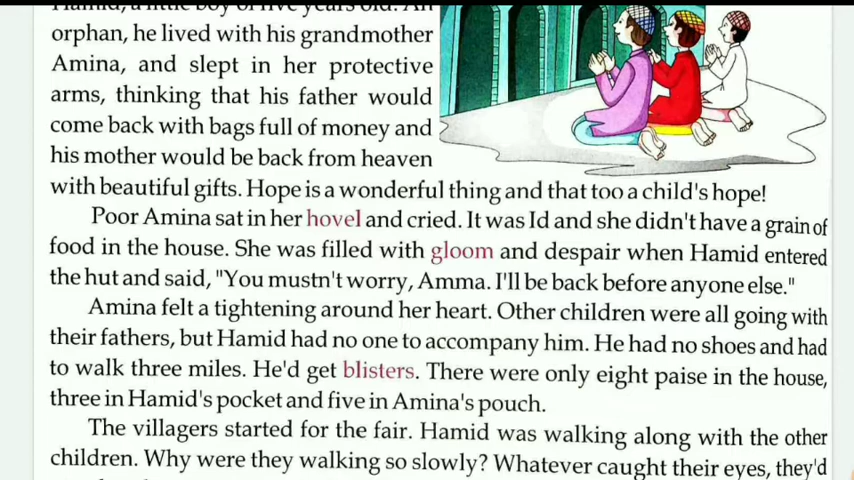 Hamid, a little boy of five years old. An
orphan, he lived with his grandmother
Amina, and slept in her protective
arms, thinking that his father would
come back with bags full of money and
his mother would be back from heaven
with beautiful gifts. Hope is a wonderful thing and that too a child's hope!
Poor Amina sat in her hovel and cried. It was Id and she didn't have a grain of
food in the house. She was filled with gloom and despair when Hamid entered
the hut and said, "You mustn't worry, Amma. I'll be back before anyone else."
Amina felt a tightening around her heart. Other children were all going with
their fathers, but Hamid had no one to accompany him. He had no shoes and had
to walk three miles. He'd get blisters. There were only eight paise in the house,
three in Hamid's pocket and five in Amina's pouch.
The villagers started for the fair. Hamid was walking along with the other
children. Why were they walking so slowly? Whatever caught their eyes, they'd